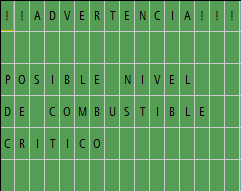 !!ADVERTENCIA!!!
POSIBLE NIVEL
DE COMBUSTIBLE
CRITICO